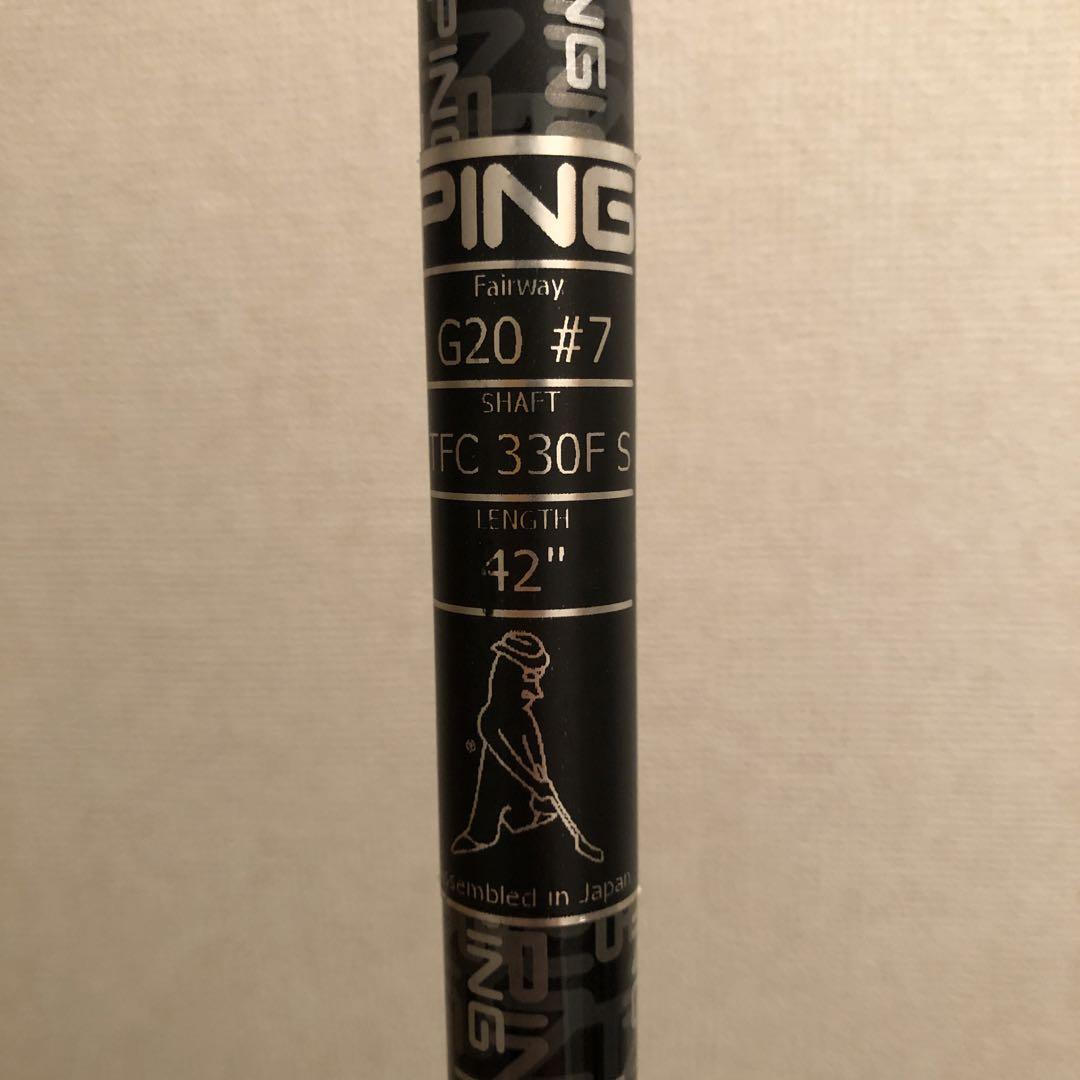 PING
Fairway
G20 #7
SHAFT
TFC 330F S
LENGTH
42"
®
ssembled in Japan